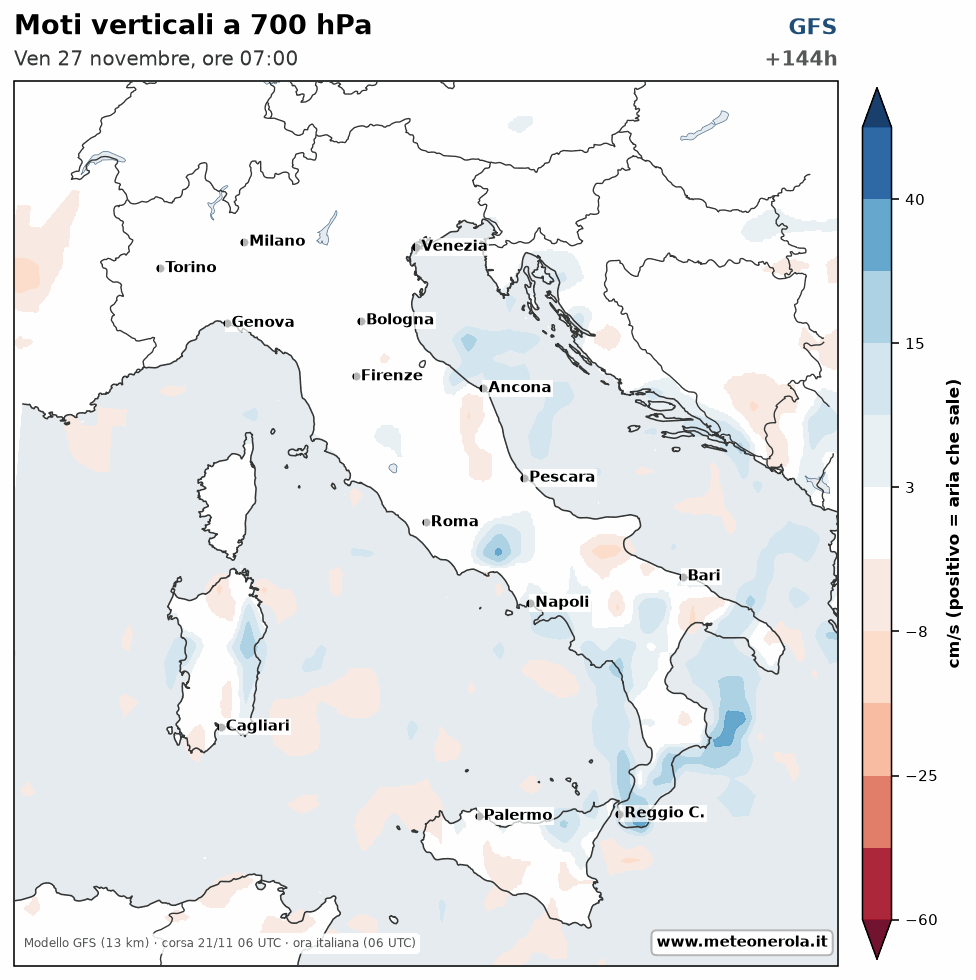 Moti verticali a 700 hPa
GFS
Ven 27 novembre, ore 07:00
+144h
Milano
Venezia
Torino
Genova
Bologna
Firenze
Ancona
Pescara
Roma
Bari
Napoli
Cagliari
Palermo
Reggio C.
40
15
3
−8
−25
−60
cm/s (positivo = aria che sale)
Modello GFS (13 km) · corsa 21/11 06 UTC · ora italiana (06 UTC)
www.meteonerola.it